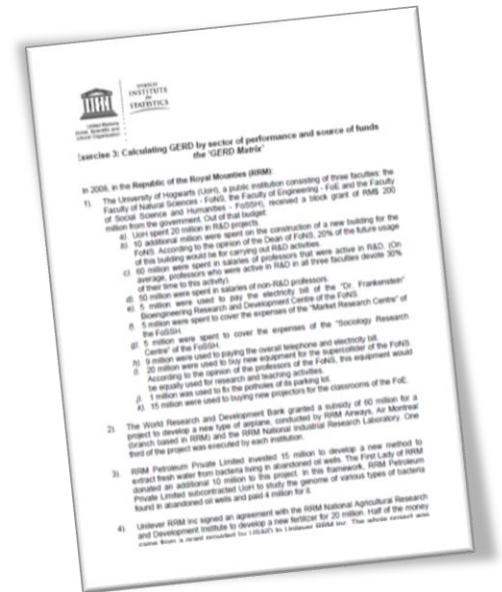 UNESCO
INSTITUTE
for
STATISTICS
United Nations
Educational, Scientific and
Cultural Organization
Exercise 3: Calculating GERD by sector of performance and source of funds
the 'GERD Matrix'
In 2008, in the Republic of the Royal Mounties (RRM):
1) The University of Hogwarts (UoH), a public institution consisting of three faculties: the
Faculty of Natural Sciences - FoNS, the Faculty of Engineering - FoE and the Faculty
of Social Science and Humanities - FoSSH), received a block grant of RM$ 200
million from the government. Out of that budget:
a) UoH spent 20 million in R&D projects.
b) 10 additional million were spent on the construction of a new building for the
FoNS. According to the opinion of the Dean of FoNS, 20% of the future usage
of this building would be for carrying out R&D activities.
c) 60 million were spent in salaries of professors that were active in R&D. (On
average, professors who were active in R&D in all three faculties devote 30%
of their time to this activity).
d) 50 million were spent in salaries of non-R&D professors.
e) 5 million were used to pay the electricity bill of the "Dr. Frankenstein"
Bioengineering Research and Development Centre of the FoNS.
f) 5 million were spent to cover the expenses of the "Market Research Centre" of
the FoSSH.
g) 5 million were spent to cover the expenses of the "Sociology Research
Centre" of the FoSSH.
h) 9 million were used to paying the overall telephone and electricity bill.
i) 20 million were used to buy new equipment for the supercollider of the FoNS.
According to the opinion of the professors of the FoNS, this equipment would
be equally used for research and teaching activities.
j) 1 million was used to fix the potholes of its parking lot.
k) 15 million were used to buying new projectors for the classrooms of the FoE.
2) The World Research and Development Bank granted a subsidy of 60 million for a
project to develop a new type of airplane, conducted by RRM Airways, Air Montreal
(branch based in RRM) and the RRM National Industrial Research Laboratory. One
third of the project was executed by each institution.
3) RRM Petroleum Private Limited invested 15 million to develop a new method to
extract fresh water from bacteria living in abandoned oil wells. The First Lady of RRM
donated an additional 10 million to this project. In this framework, RRM Petroleum
Private Limited subcontracted UoH to study the genome of various types of bacteria
found in abandoned oil wells and paid 4 million for it.
4) Unilever RRM Inc signed an agreement with the RRM National Agricultural Research
and Development Institute to develop a new fertilizer for 20 million. Half of the money
came from a grant provided by USAID to Unilever RRM Inc. The whole project was